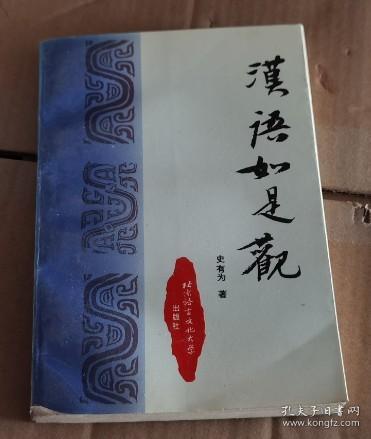 漢語如是觀
史有为 著
北京语言文化大学
出版社
孔夫子旧书网
www.kongfz.com